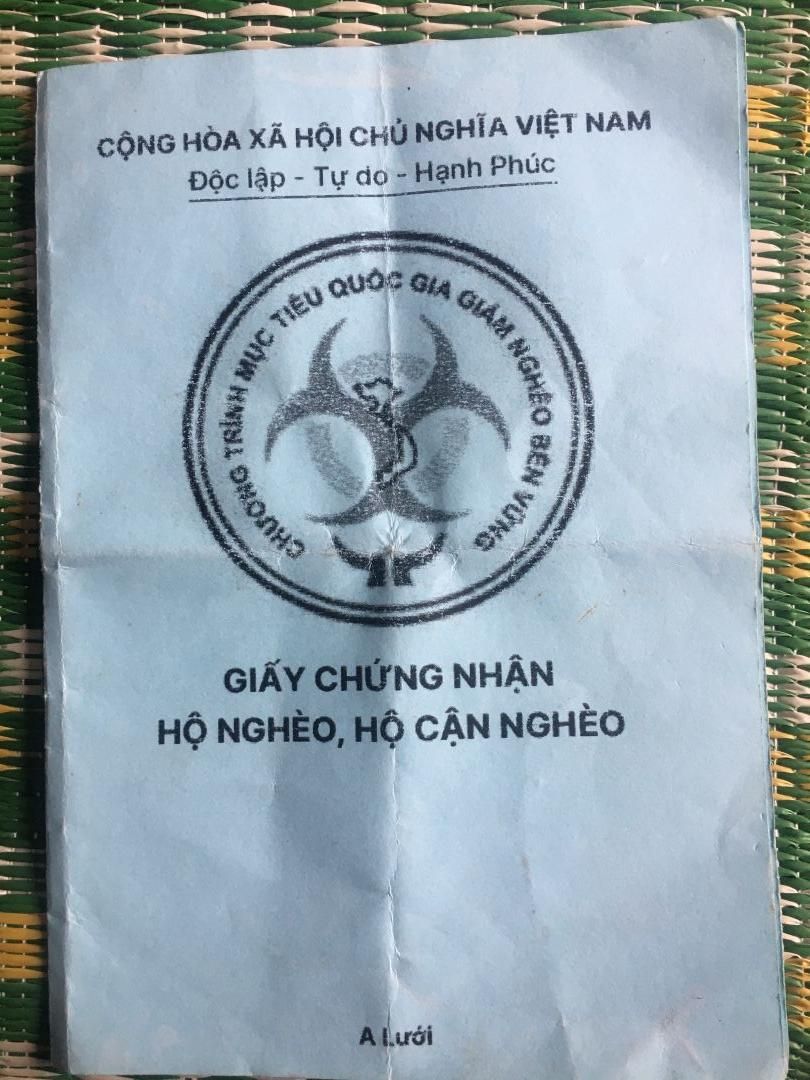 CỘNG HÒA XÃ HỘI CHỦ NGHĨA VIỆT NAM
Độc lập - Tự do - Hạnh Phúc
CHƯƠNG TRÌNH MỤC TIÊU QUỐC GIA GIẢM NGHÈO BỀN VỮNG
GIẤY CHỨNG NHẬN
HỘ NGHÈO, HỘ CẬN NGHÈO
A Lưới